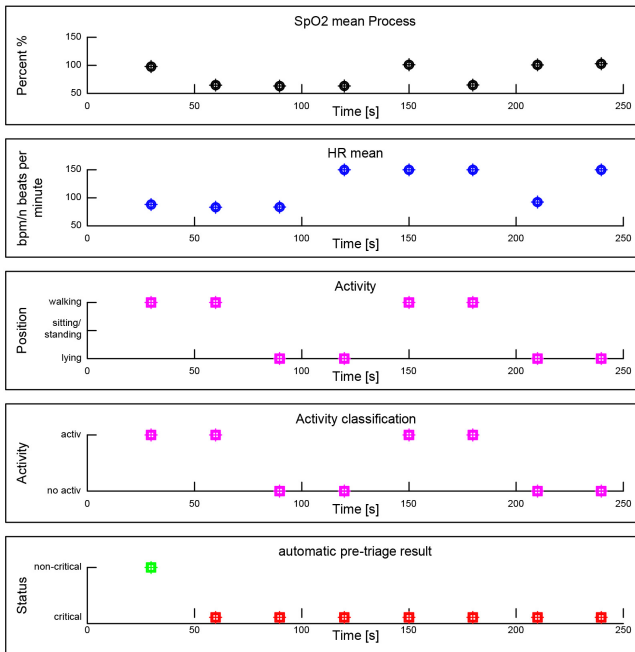 SpO2 mean Process
Percent %
150
100
50
0
50
100
150
200
250
Time [s]
HR mean
bpm/n beats per
minute
150
100
50
0
50
100
150
200
250
Time [s]
Activity
Position
walking
sitting/
standing
lying
0
50
100
150
200
250
Time [s]
Activity classification
Activity
activ
no activ
0
50
100
150
200
250
Time [s]
automatic pre-triage result
Status
non-critical
critical
0
50
100
150
200
250
Time [s]